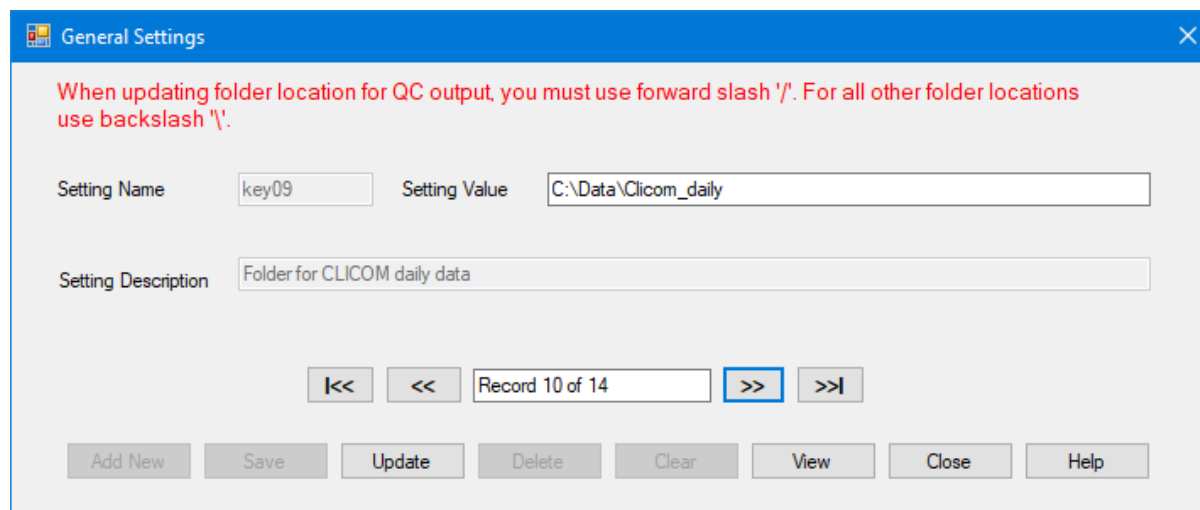 General Settings
When updating folder location for QC output, you must use forward slash '/'. For all other folder locations
use backslash '\'.
Setting Name key09 Setting Value C:\Data\Clicom_daily
Setting Description Folder for CLICOM daily data
|<< << Record 10 of 14 >> >>|
Add New Save Update Delete Clear View Close Help